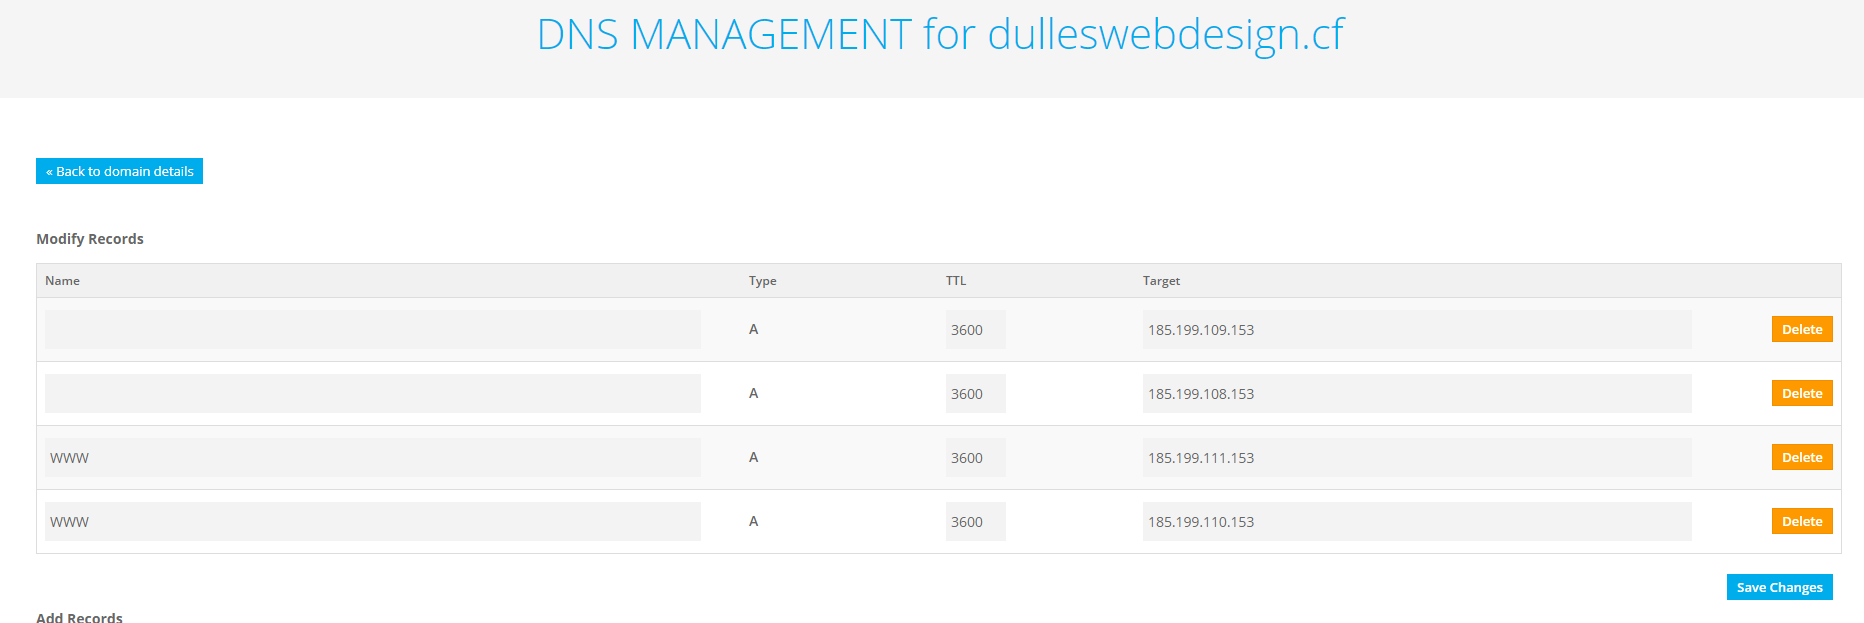 DNS MANAGEMENT for dulleswebdesign.cf
« Back to domain details
Modify Records
Name Type TTL Target
A 3600 185.199.109.153 Delete
A 3600 185.199.108.153 Delete
WWW A 3600 185.199.111.153 Delete
WWW A 3600 185.199.110.153 Delete
Save Changes
Add Records